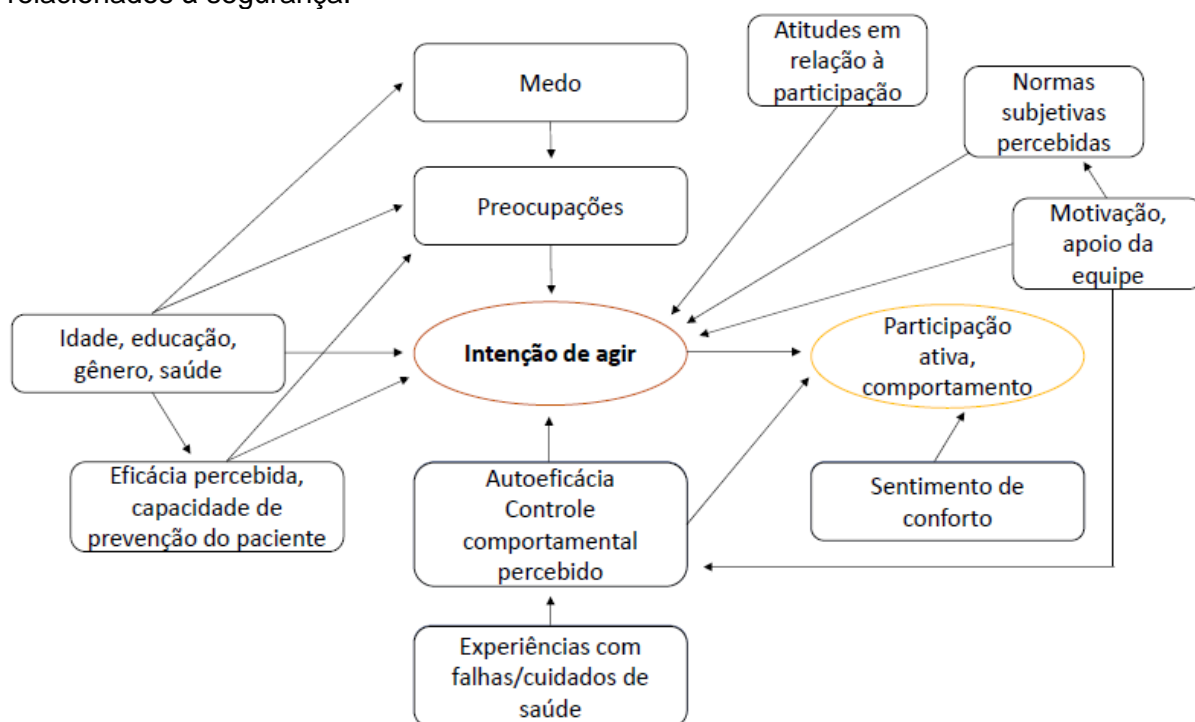 relacionados à segurança.
Medo
Atitudes em
relação à
participação
Normas
subjetivas
percebidas
Preocupações
Motivação,
apoio da
equipe
Idade, educação,
gênero, saúde
Intenção de agir
Participação
ativa,
comportamento
Eficácia percebida,
capacidade de
prevenção do paciente
Autoeficácia
Controle
comportamental
percebido
Sentimento de
conforto
Experiências com
falhas/cuidados de
saúde